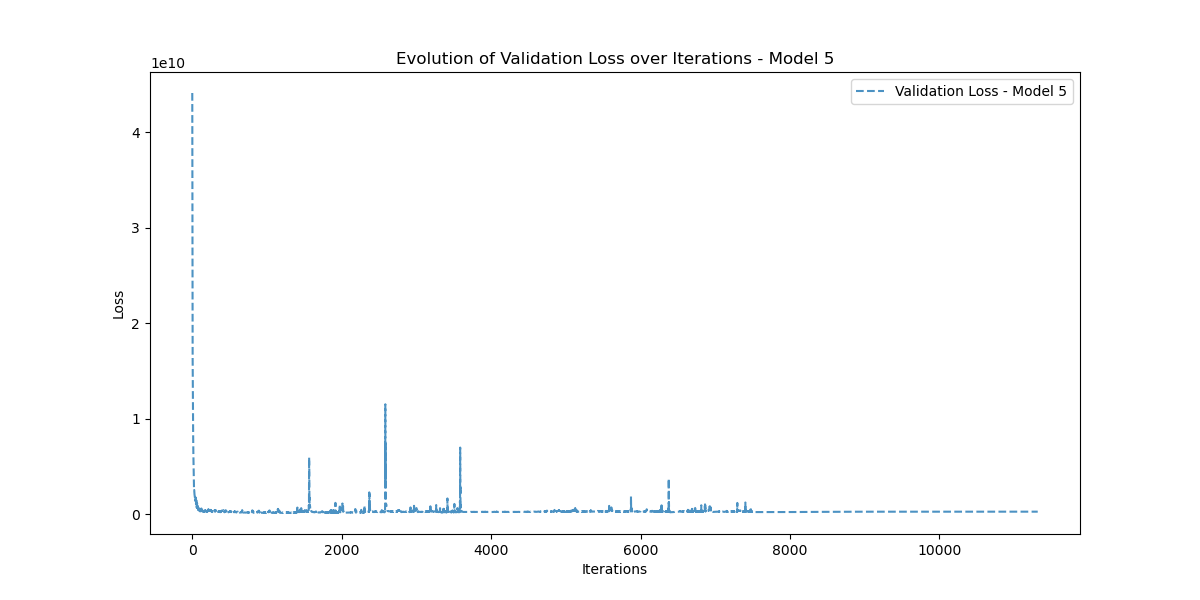 Evolution of Validation Loss over Iterations - Model 5
1e10
Validation Loss - Model 5
4
3
2
1
0
Loss
0 2000 4000 6000 8000 10000
Iterations